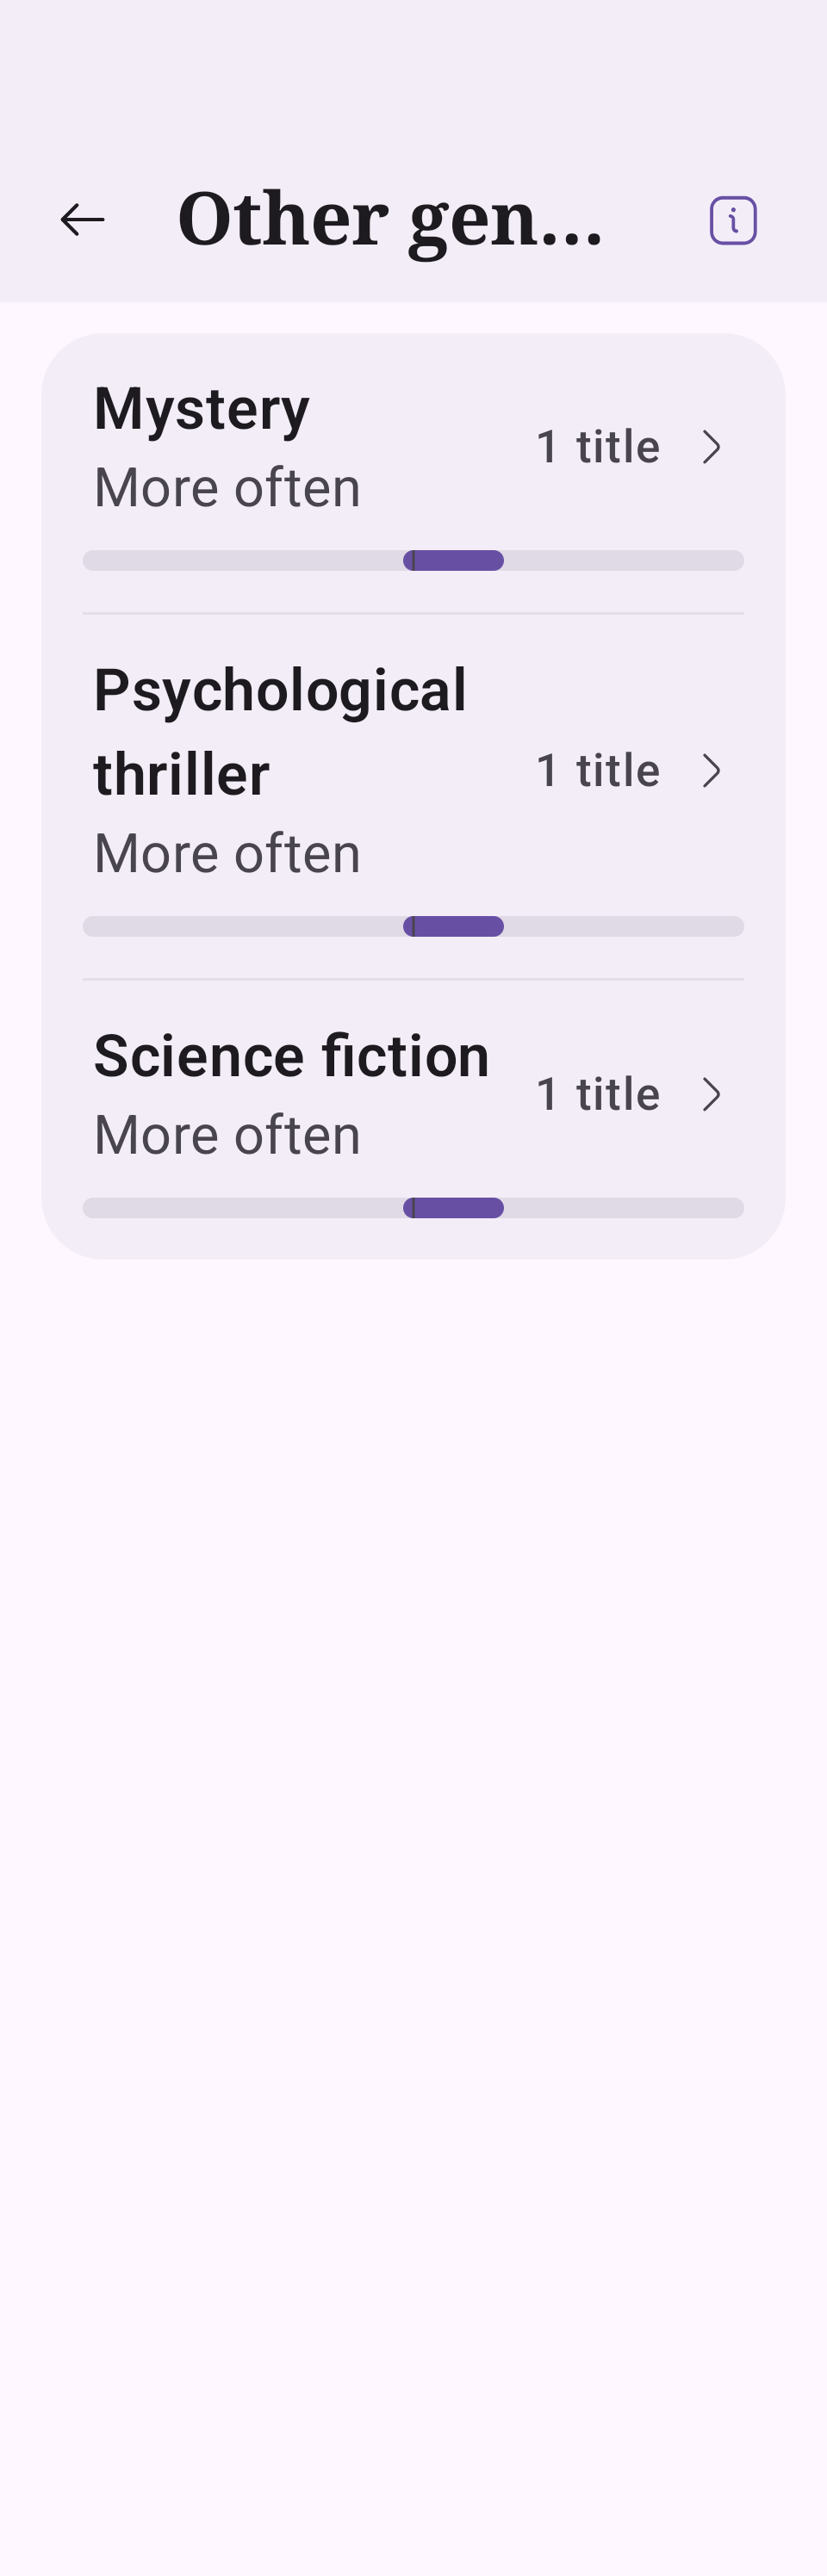 Other gen...
Mystery
More often
1 title
Psychological
thriller
More often
1 title
Science fiction
More often
1 title